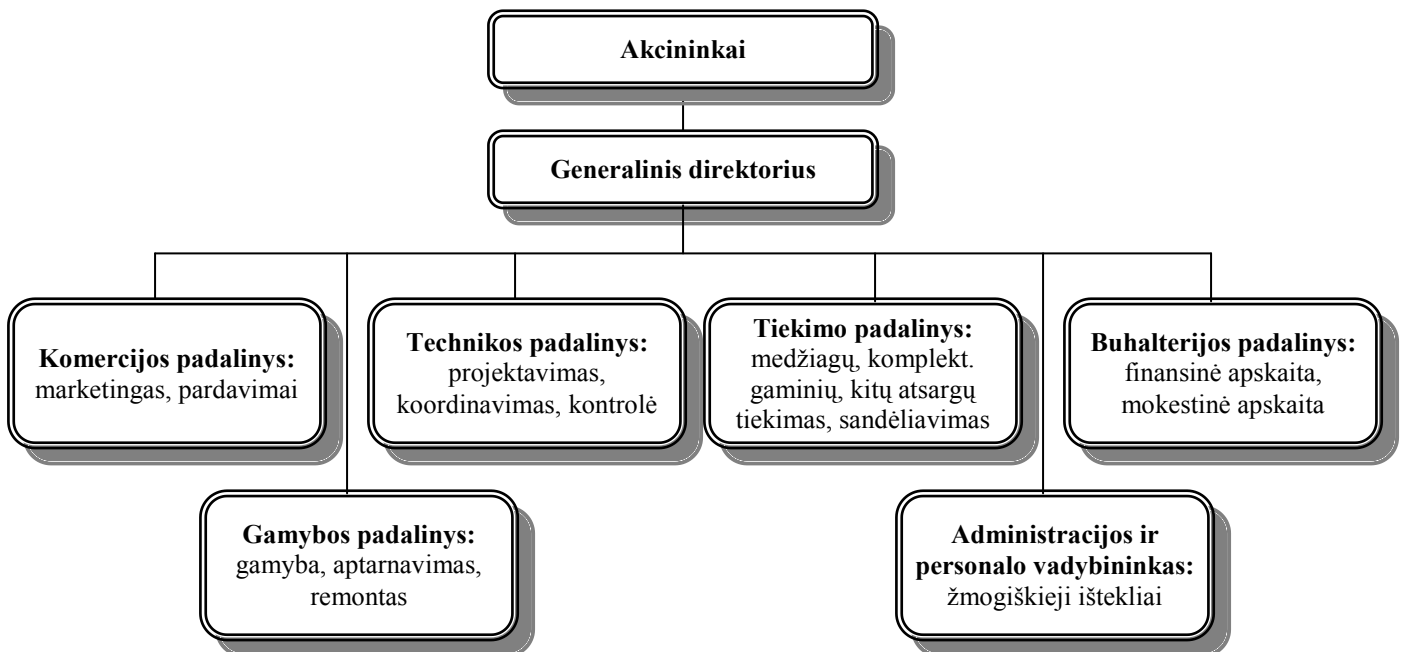 Akcininkai
Generalinis direktorius
Komercijos padalinys:
marketingas, pardavimai
Technikos padalinys:
projektavimas,
koordinavimas, kontrolė
Tiekimo padalinys:
medžiagų, komplekt.
gaminių, kitų atsargų
tiekimas, sandėliavimas
Buhalterijos padalinys:
finansinė apskaita,
mokestinė apskaita
Gamybos padalinys:
gamyba, aptarnavimas,
remontas
Administracijos ir
personalo vadybininkas:
žmogiškieji ištekliai